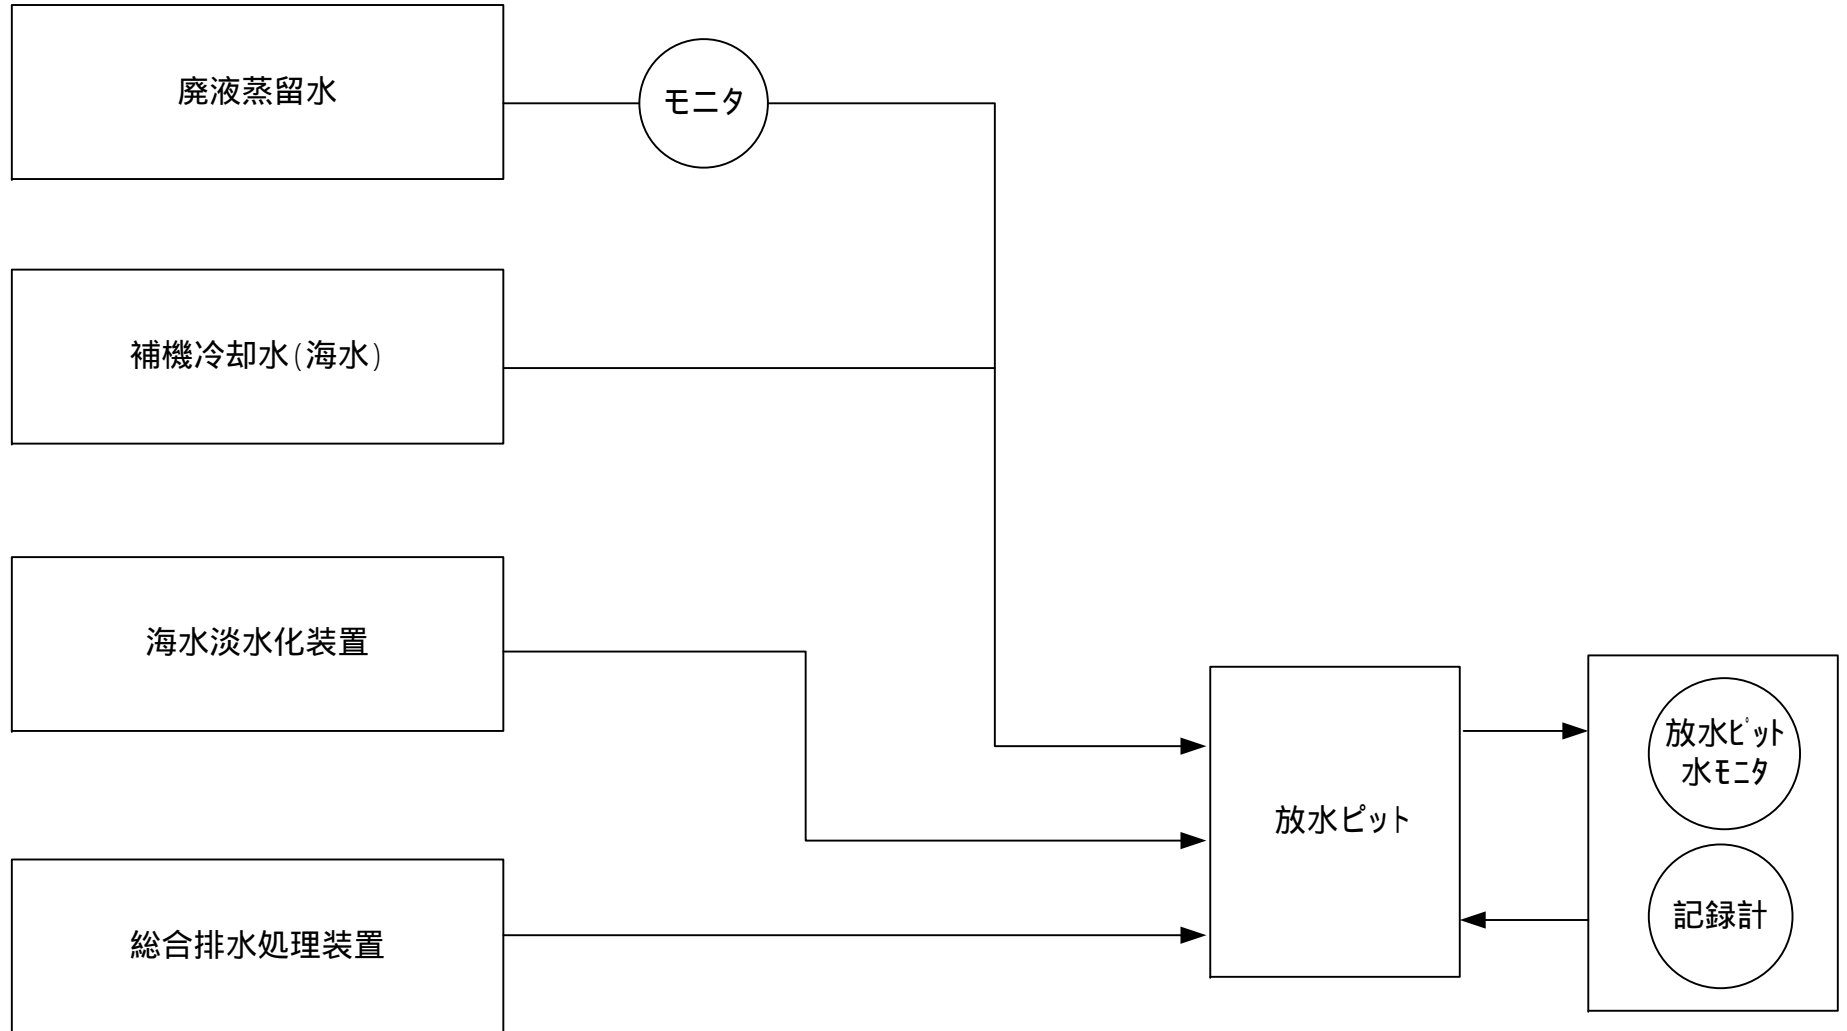 廃液蒸留水
モニタ
補機冷却水(海水)
海水淡水化装置
放水ﾋﾟｯﾄ
水ﾓﾆﾀ
放水ピット
記録計
総合排水処理装置